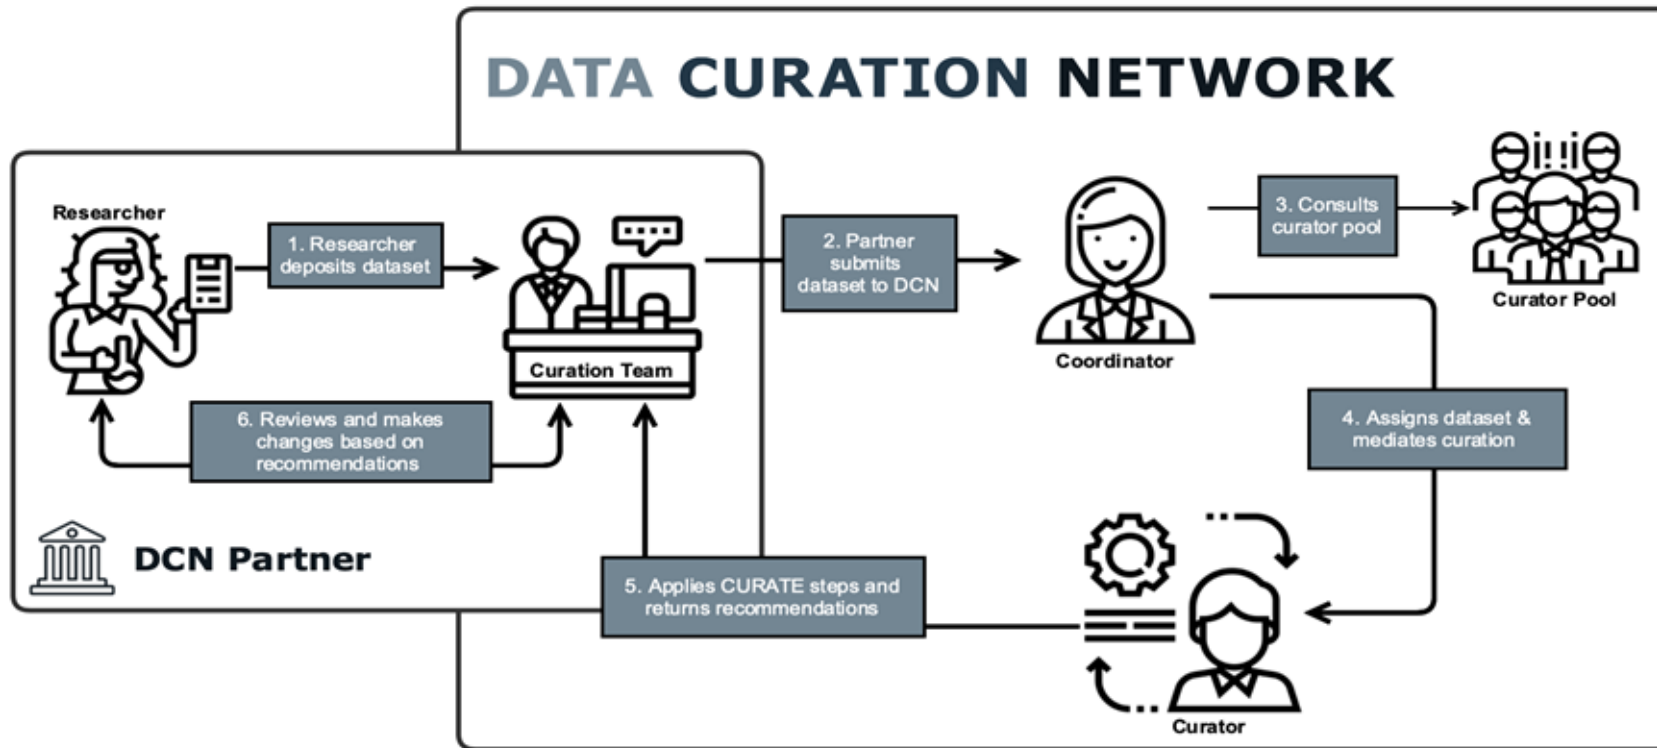 DATA CURATION NETWORK
Researcher
1. Researcher
deposits dataset
Curation Team
2. Partner
submits
dataset to DCN
Coordinator
3. Consults
curator pool
Curator Pool
4. Assigns dataset &
mediates curation
Curator
5. Applies CURATE steps and
returns recommendations
6. Reviews and makes
changes based on
recommendations
DCN Partner